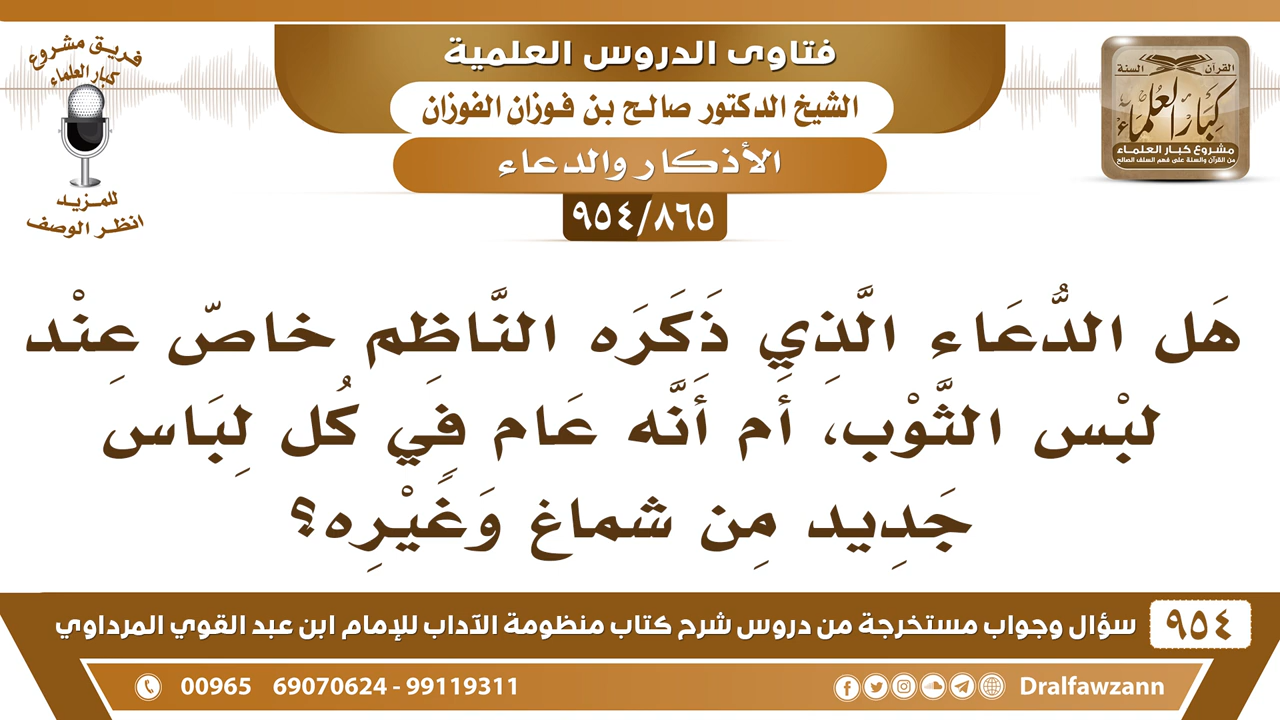 فتاوى الدروس العلمية
الشيخ الدكتور صالح بن فوزان الفوزان
الأذكار والدعاء
٨٦٥/٩٥٤
فريق مشروع
كبار العلماء
للمزيد
انظر الوصف
القرآن السنة
كبار العلماء
مشروع كبار العلماء
من القرآن والسنة على فهم السلف الصالح
هَل الدُّعَاء الَّذِي ذَكَرَه النَّاظِم خاصّ عِنْد
لبْس الثَّوْب، أَم أَنَّه عَام فَي كُل لِبَاس
جَدِيد مِن شماغ وَغَيْرِه؟
٩٥٤ سؤال وجواب مستخرجة من دروس شرح كتاب منظومة الآداب للإمام ابن عبد القوي المرداوي
00965 69070624 - 99119311 Dralfawzann